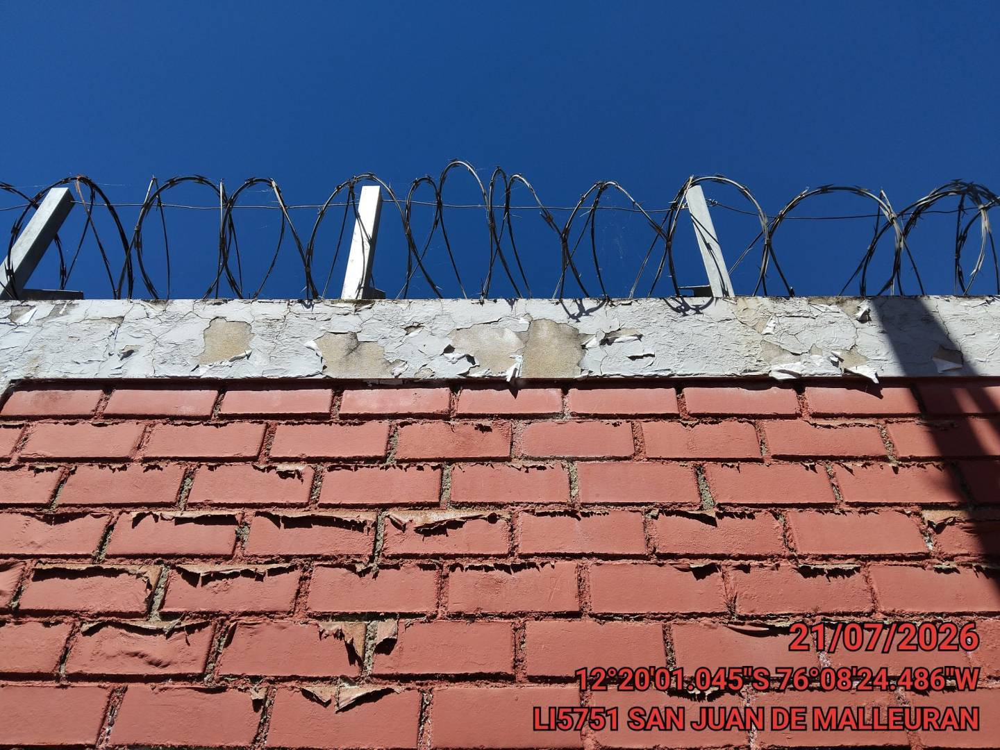 21/07/2026
12°20'01.045"S 76°08'24.486"W
LI5751 SAN JUAN DE MALLEURAN